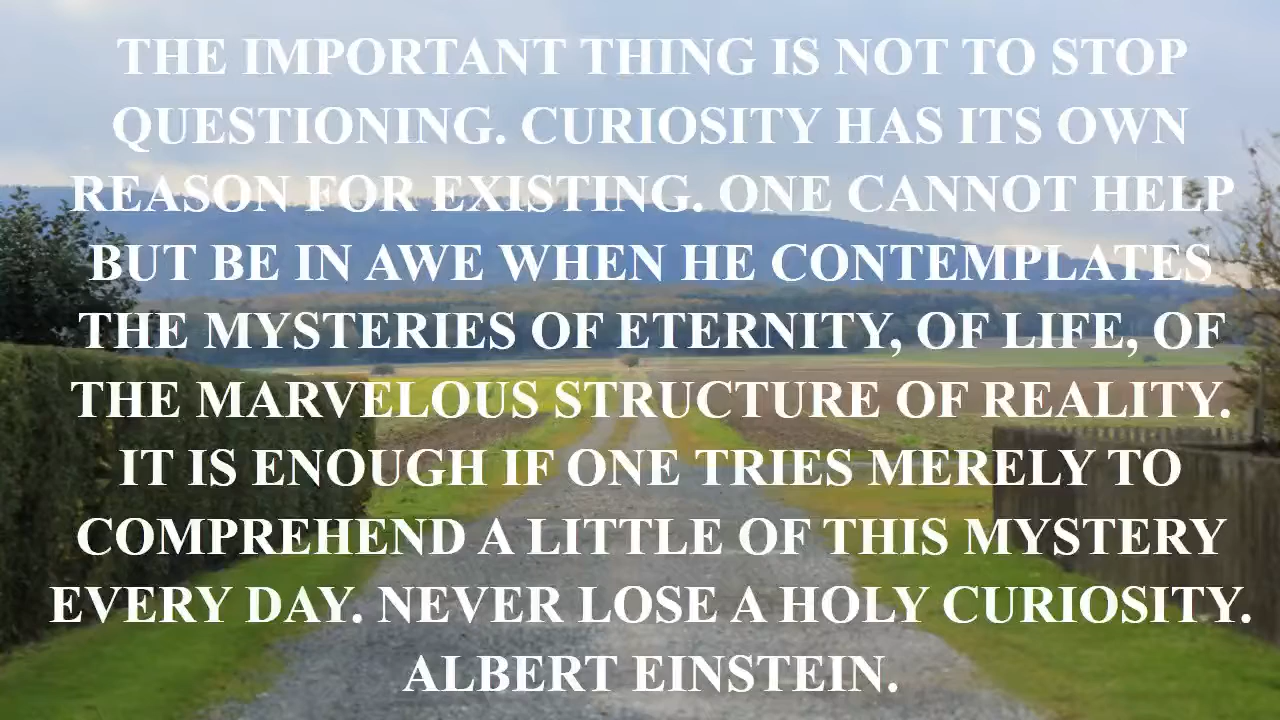 THE IMPORTANT THING IS NOT TO STOP
QUESTIONING. CURIOSITY HAS ITS OWN
REASON FOR EXISTING. ONE CANNOT HELP
BUT BE IN AWE WHEN HE CONTEMPLATES
THE MYSTERIES OF ETERNITY, OF LIFE, OF
THE MARVELOUS STRUCTURE OF REALITY.
IT IS ENOUGH IF ONE TRIES MERELY TO
COMPREHEND A LITTLE OF THIS MYSTERY
EVERY DAY. NEVER LOSE A HOLY CURIOSITY.
ALBERT EINSTEIN.